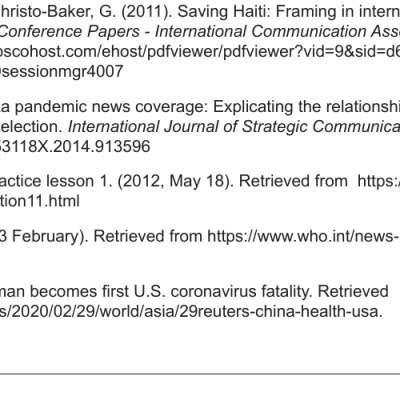 hristo-Baker, G. (2011). Saving Haiti: Framing in intern
Conference Papers - International Communication Ass
oscohost.com/ehost/pdfviewer/pdfviewer?vid=9&sid=d6
sessionmgr4007
a pandemic news coverage: Explicating the relationshi
election. International Journal of Strategic Communica
53118X.2014.913596
actice lesson 1. (2012, May 18). Retrieved from https:/
tion11.html
3 February). Retrieved from https://www.who.int/news-
man becomes first U.S. coronavirus fatality. Retrieved
s/2020/02/29/world/asia/29reuters-china-health-usa.